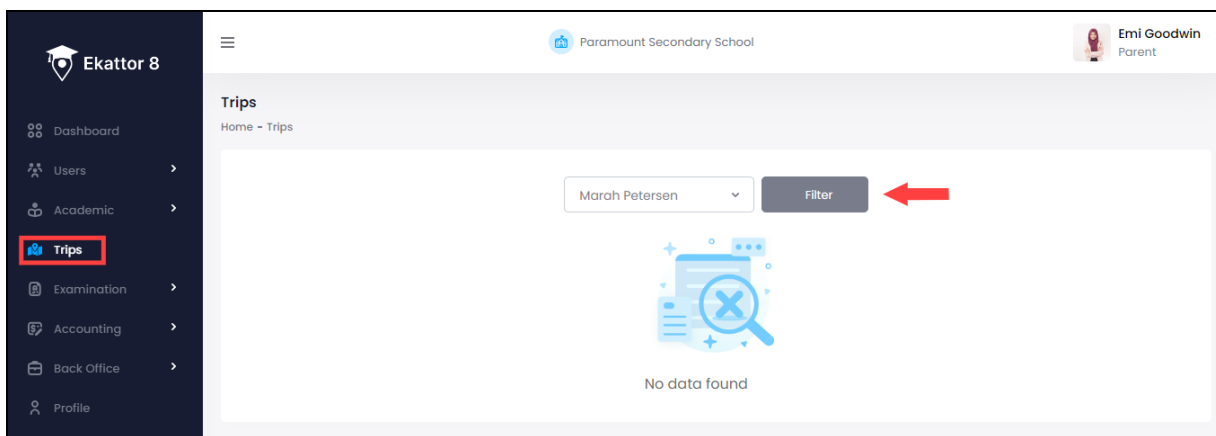 Ekattor 8
Paramount Secondary School
Emi Goodwin
Parent
Dashboard
Users
Academic
Trips
Examination
Accounting
Back Office
Profile
Trips
Home - Trips
Marah Petersen
Filter
No data found